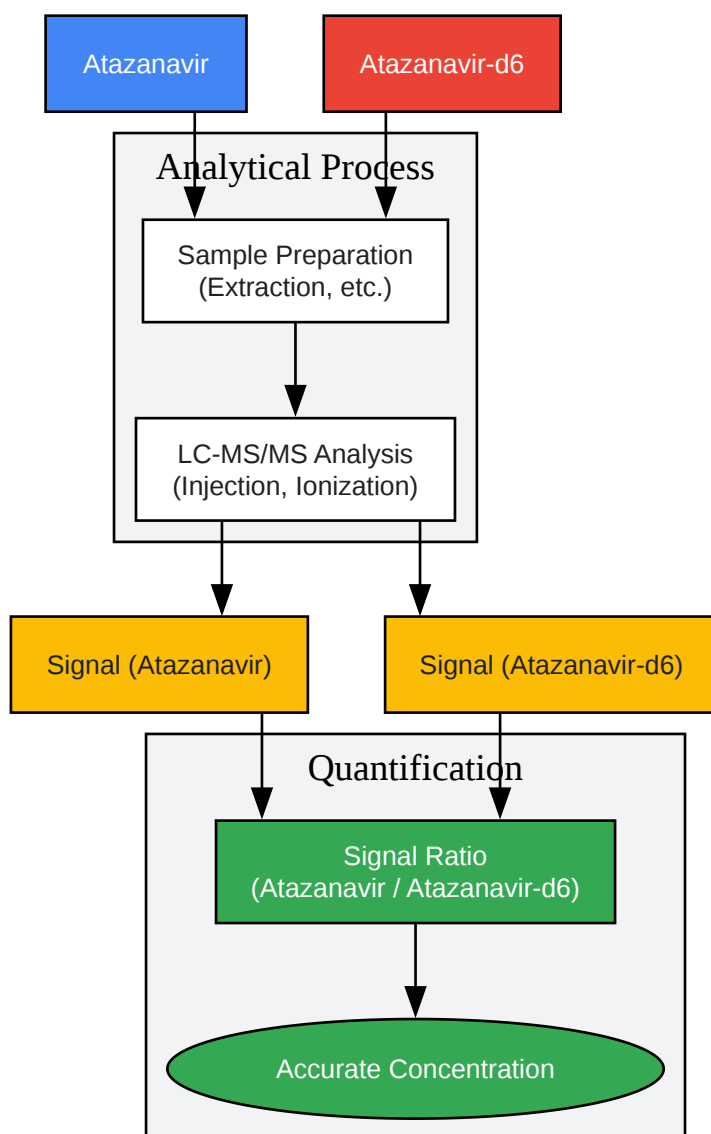 Atazanavir
Atazanavir-d6
Analytical Process
Sample Preparation
(Extraction, etc.)
LC-MS/MS Analysis
(Injection, Ionization)
Signal (Atazanavir)
Signal (Atazanavir-d6)
Quantification
Signal Ratio
(Atazanavir / Atazanavir-d6)
Accurate Concentration